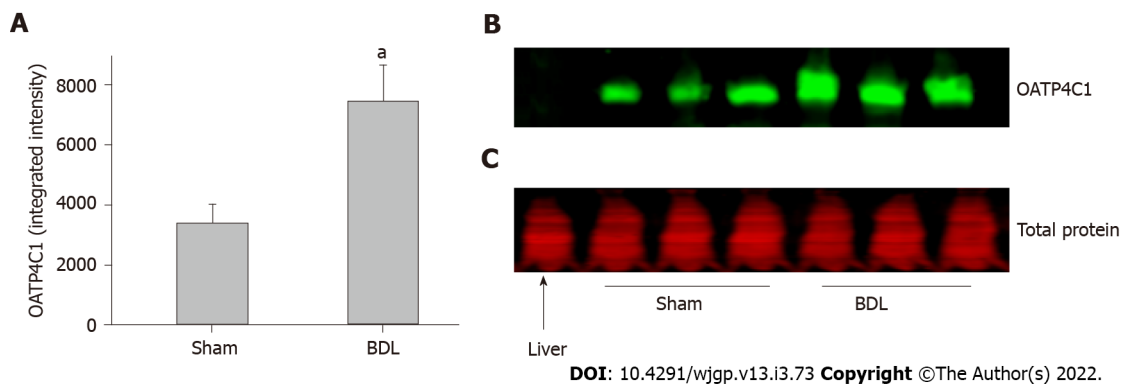 A
OATP4C1 (integrated intensity)
8000
6000
4000
2000
0
a
Sham
BDL
B
OATP4C1
C
Total protein
Sham
BDL
Liver
DOI: 10.4291/wjgp.v13.i3.73 Copyright ©The Author(s) 2022.